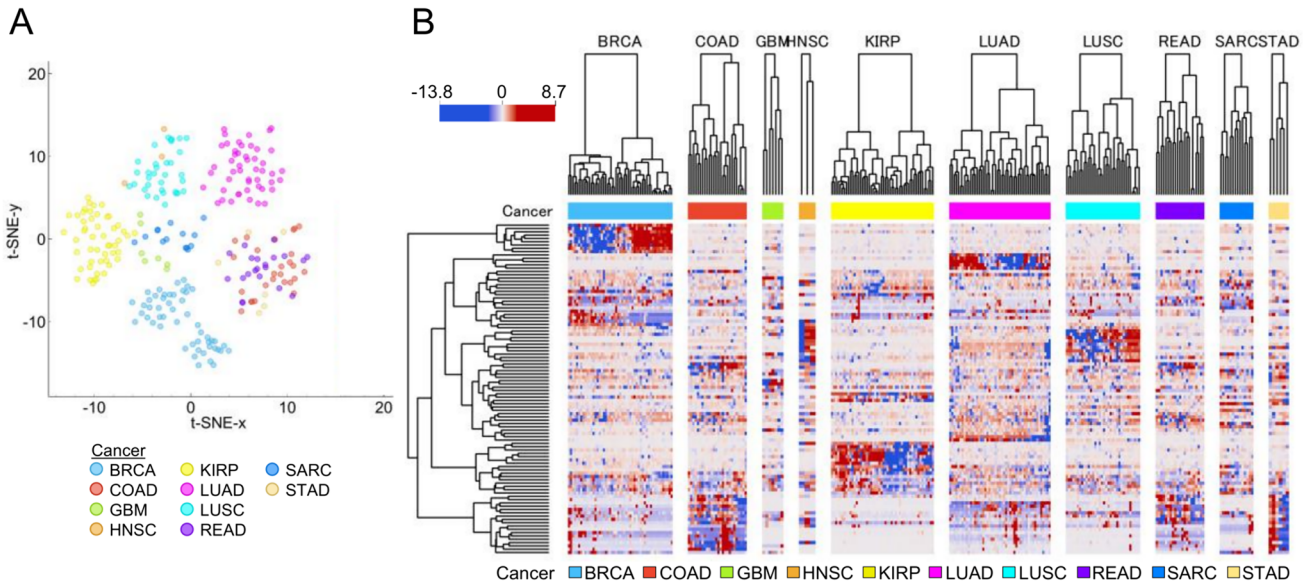 A
20
10
0
-10
t-SNE-y
-10
0
10
20
t-SNE-x
Cancer
BRCA
KIRP
SARC
COAD
LUAD
STAD
GBM
LUSC
HNSC
READ
B
BRCA
COAD
GBM
HNSC
KIRP
LUAD
LUSC
READ
SARC
STAD
-13.8
0
8.7
Cancer
Cancer BRCA COAD GBM HNSC KIRP LUAD LUSC READ SARC STAD